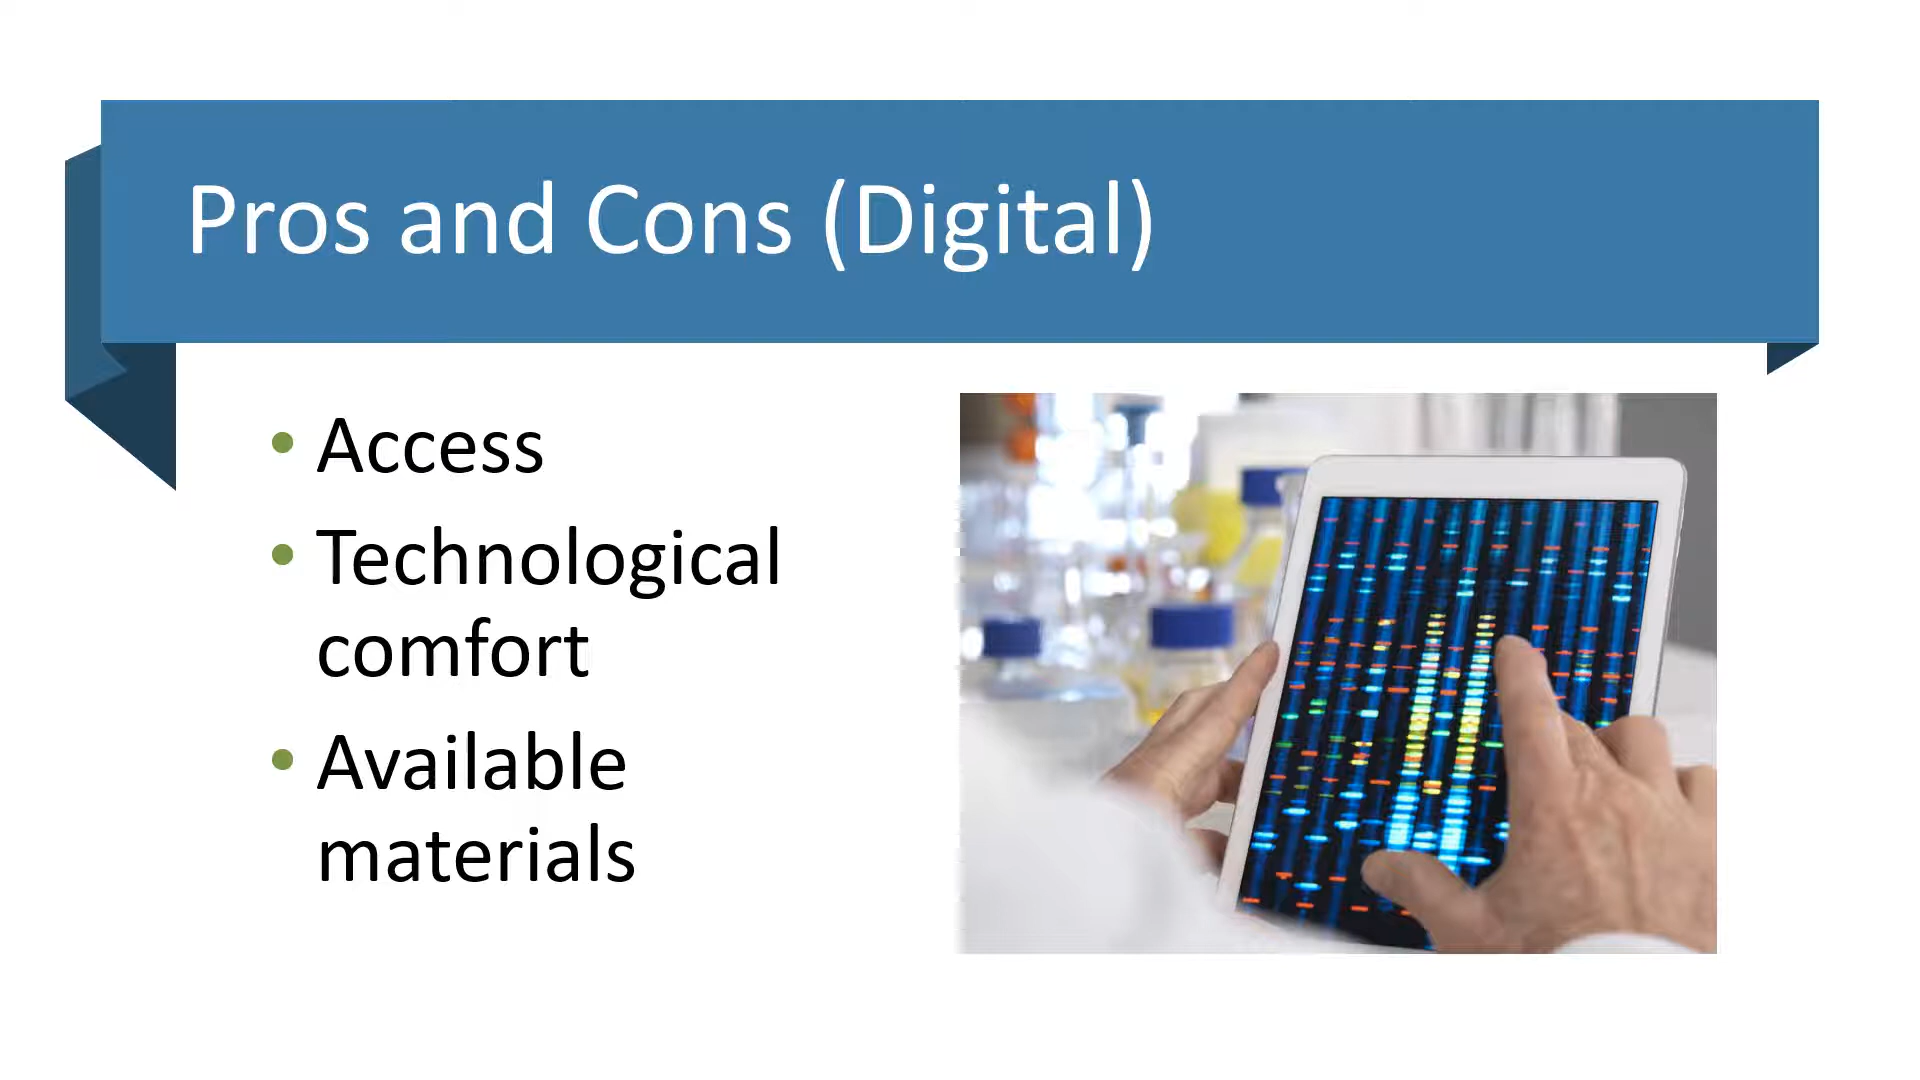 Pros and Cons (Digital)
• Access
• Technological
comfort
• Available
materials